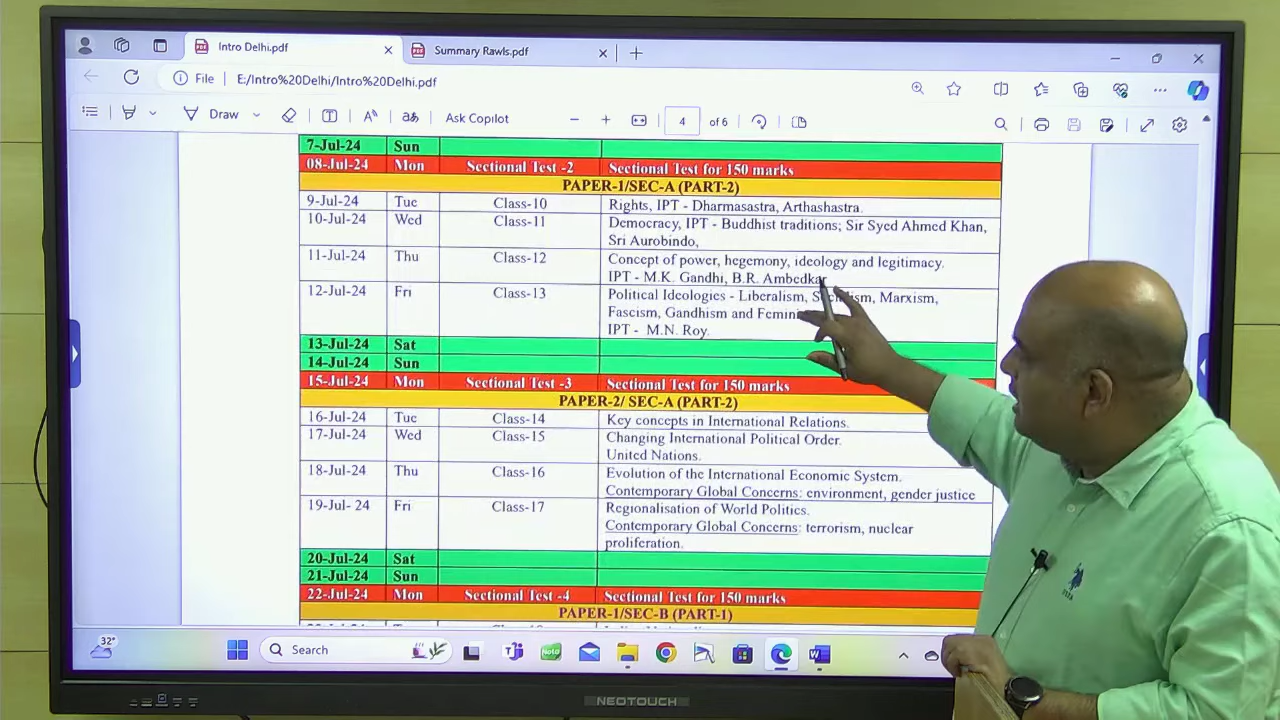 Intro Delhi.pdf
Summary Rawls.pdf
File E:/Intro%20Delhi/Intro%20Delhi.pdf
Draw
Ask Copilot
4 of 6
7-Jul-24 Sun
08-Jul-24 Mon Sectional Test -2 Sectional Test for 150 marks
PAPER-1/SEC-A (PART-2)
9-Jul-24 Tue Class-10 Rights, IPT - Dharmasastra, Arthashastra.
10-Jul-24 Wed Class-11 Democracy, IPT - Buddhist traditions; Sir Syed Ahmed Khan,
Sri Aurobindo,
11-Jul-24 Thu Class-12 Concept of power, hegemony, ideology and legitimacy.
IPT - M.K. Gandhi, B.R. Ambedkar
12-Jul-24 Fri Class-13 Political Ideologies - Liberalism, Socialism, Marxism,
Fascism, Gandhism and
IPT - M.N. Roy.
13-Jul-24 Sat
14-Jul-24 Sun
15-Jul-24 Mon Sectional Test -3 Sectional Test for 150 marks
PAPER-2/ SEC-A (PART-2)
16-Jul-24 Tue Class-14 Key concepts in International Relations.
17-Jul-24 Wed Class-15 Changing International Political Order.
United Nations.
18-Jul-24 Thu Class-16 Evolution of the International Economic System.
Contemporary Global Concerns: environment, gender justice
19-Jul- 24 Fri Class-17 Regionalisation of World Politics.
Contemporary Global Concerns: terrorism, nuclear
proliferation.
20-Jul-24 Sat
21-Jul-24 Sun
22-Jul-24 Mon Sectional Test -4 Sectional Test for 150 marks
PAPER-1/SEC-B (PART-1)
32°
Search
NEOTOUCH